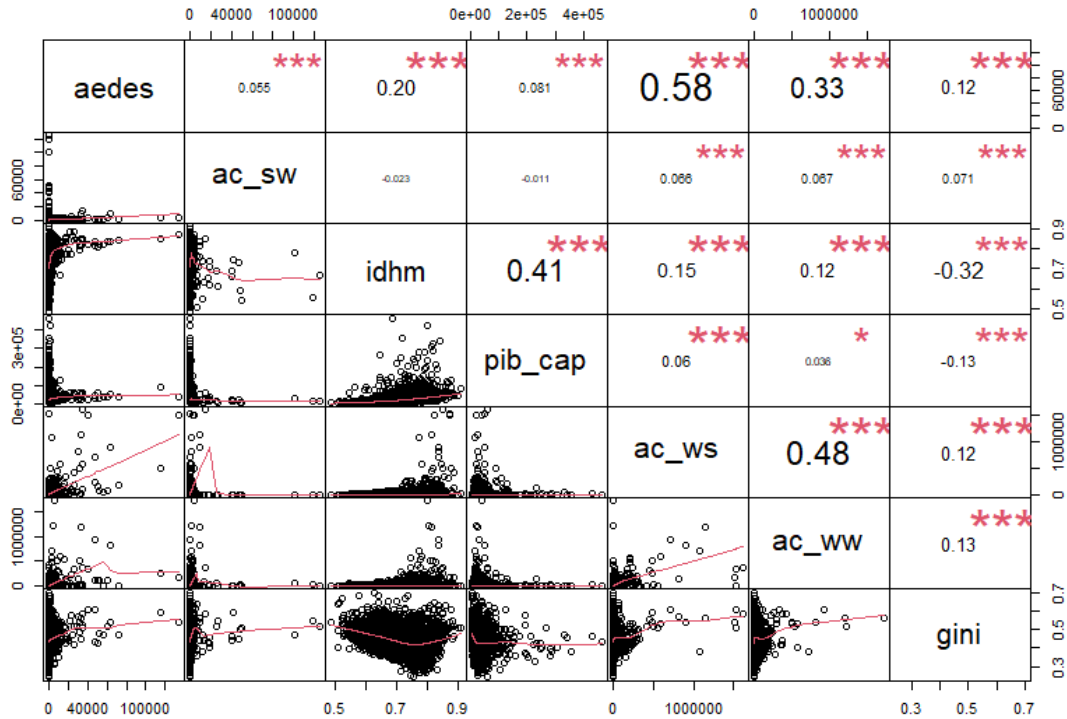 0 40000 100000 0e+00 2e+05 4e+05 0 1000000
aedes *** 0.055 *** 0.20 *** 0.081 *** 0.58 *** 0.33 *** 0.12 0 60000
0 60000 ac_sw -0.023 -0.011 *** 0.066 *** 0.067 *** 0.071
idhm *** 0.41 *** 0.15 *** 0.12 *** -0.32 0.5 0.7 0.9
0e+00 3e+05 pib_cap *** 0.06 * 0.036 *** -0.13
ac_ws *** 0.48 *** 0.12 0 1000000
0 1000000 ac_ww *** 0.13
gini 0.3 0.5 0.7
0 40000 100000 0.5 0.7 0.9 0 1000000 0.3 0.5 0.7